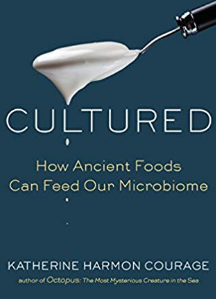 CULTURED
How Ancient Foods
Can Feed Our Microbiome
KATHERINE HARMON COURAGE
author of Octopus: The Most Mysterious Creature in the Sea